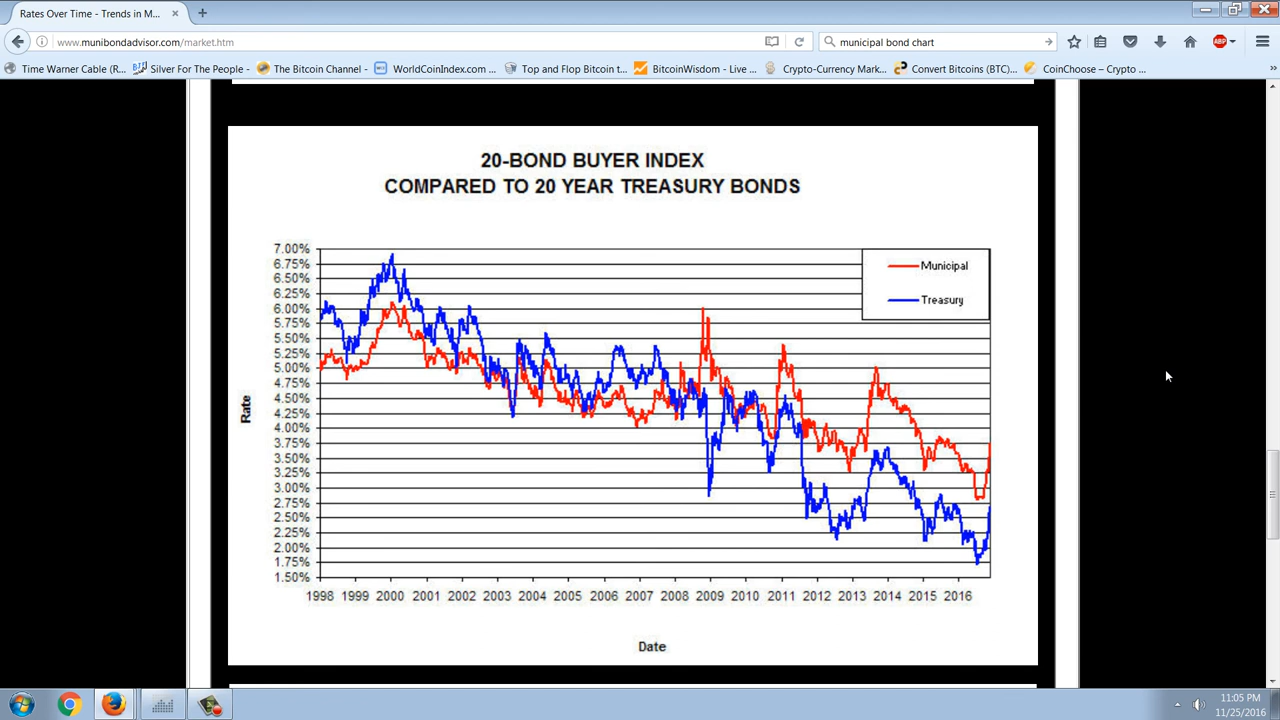 Rates Over Time - Trends in M...
www.munibondadvisor.com/market.htm
municipal bond chart
ABP
Time Warner Cable (R...
Silver For The People -
The Bitcoin Channel -
WorldCoinIndex.com ...
Top and Flop Bitcoin t...
BitcoinWisdom - Live ...
Crypto-Currency Mark...
Convert Bitcoins (BTC)...
CoinChoose – Crypto ...
20-BOND BUYER INDEX
COMPARED TO 20 YEAR TREASURY BONDS
Municipal
Treasury
7.00%
6.75%
6.50%
6.25%
6.00%
5.75%
5.50%
5.25%
5.00%
4.75%
4.50%
4.25%
4.00%
3.75%
3.50%
3.25%
3.00%
2.75%
2.50%
2.25%
2.00%
1.75%
1.50%
Rate
1998 1999 2000 2001 2002 2003 2004 2005 2006 2007 2008 2009 2010 2011 2012 2013 2014 2015 2016
Date
11:05 PM
11/25/2016